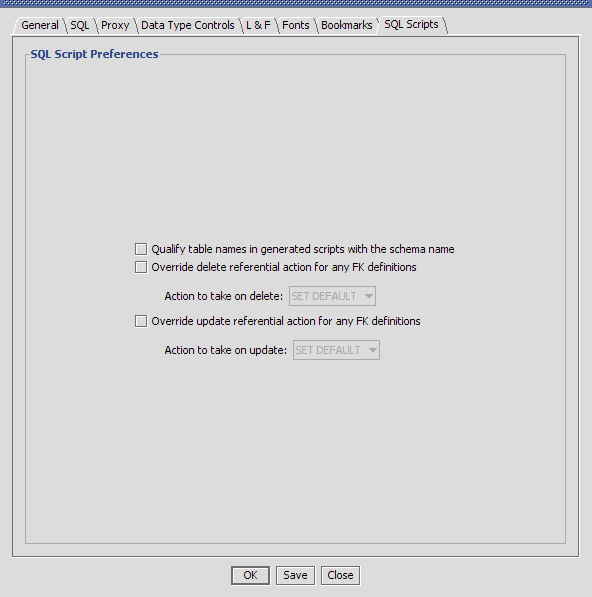 General SQL Proxy Data Type Controls L & F Fonts Bookmarks SQL Scripts
SQL Script Preferences
Qualify table names in generated scripts with the schema name
Override delete referential action for any FK definitions
Action to take on delete: SET DEFAULT
Override update referential action for any FK definitions
Action to take on update: SET DEFAULT
OK Save Close